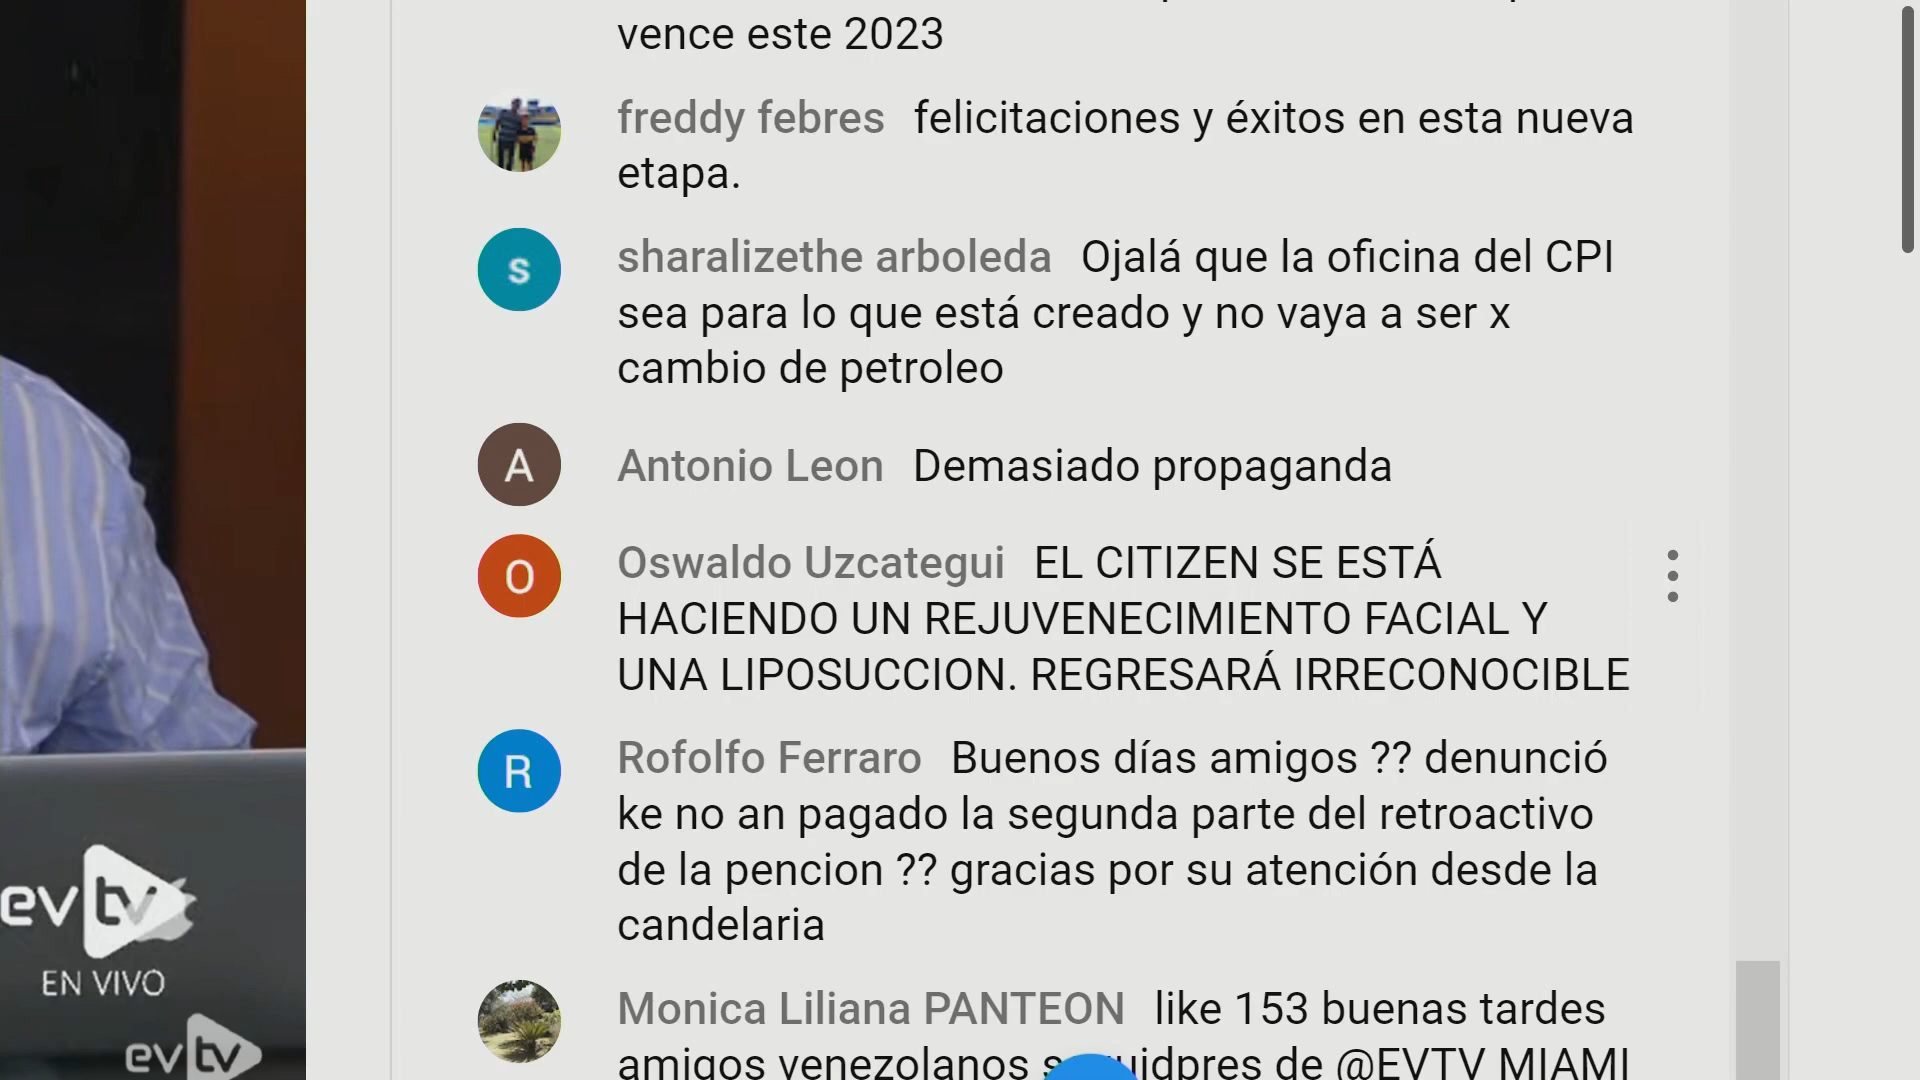 vence este 2023
freddy febres felicitaciones y éxitos en esta nueva
etapa.
s
sharalizethe arboleda Ojalá que la oficina del CPI
sea para lo que está creado y no vaya a ser x
cambio de petroleo
A
Antonio Leon Demasiado propaganda
O
Oswaldo Uzcategui EL CITIZEN SE ESTÁ
HACIENDO UN REJUVENECIMIENTO FACIAL Y
UNA LIPOSUCCION. REGRESARÁ IRRECONOCIBLE
R
Rofolfo Ferraro Buenos días amigos ?? denunció
ke no an pagado la segunda parte del retroactivo
de la pencion ?? gracias por su atención desde la
candelaria
Monica Liliana PANTEON like 153 buenas tardes
amigos venezolanos de @EVTV MIAMI
evtv
EN VIVO
evtv